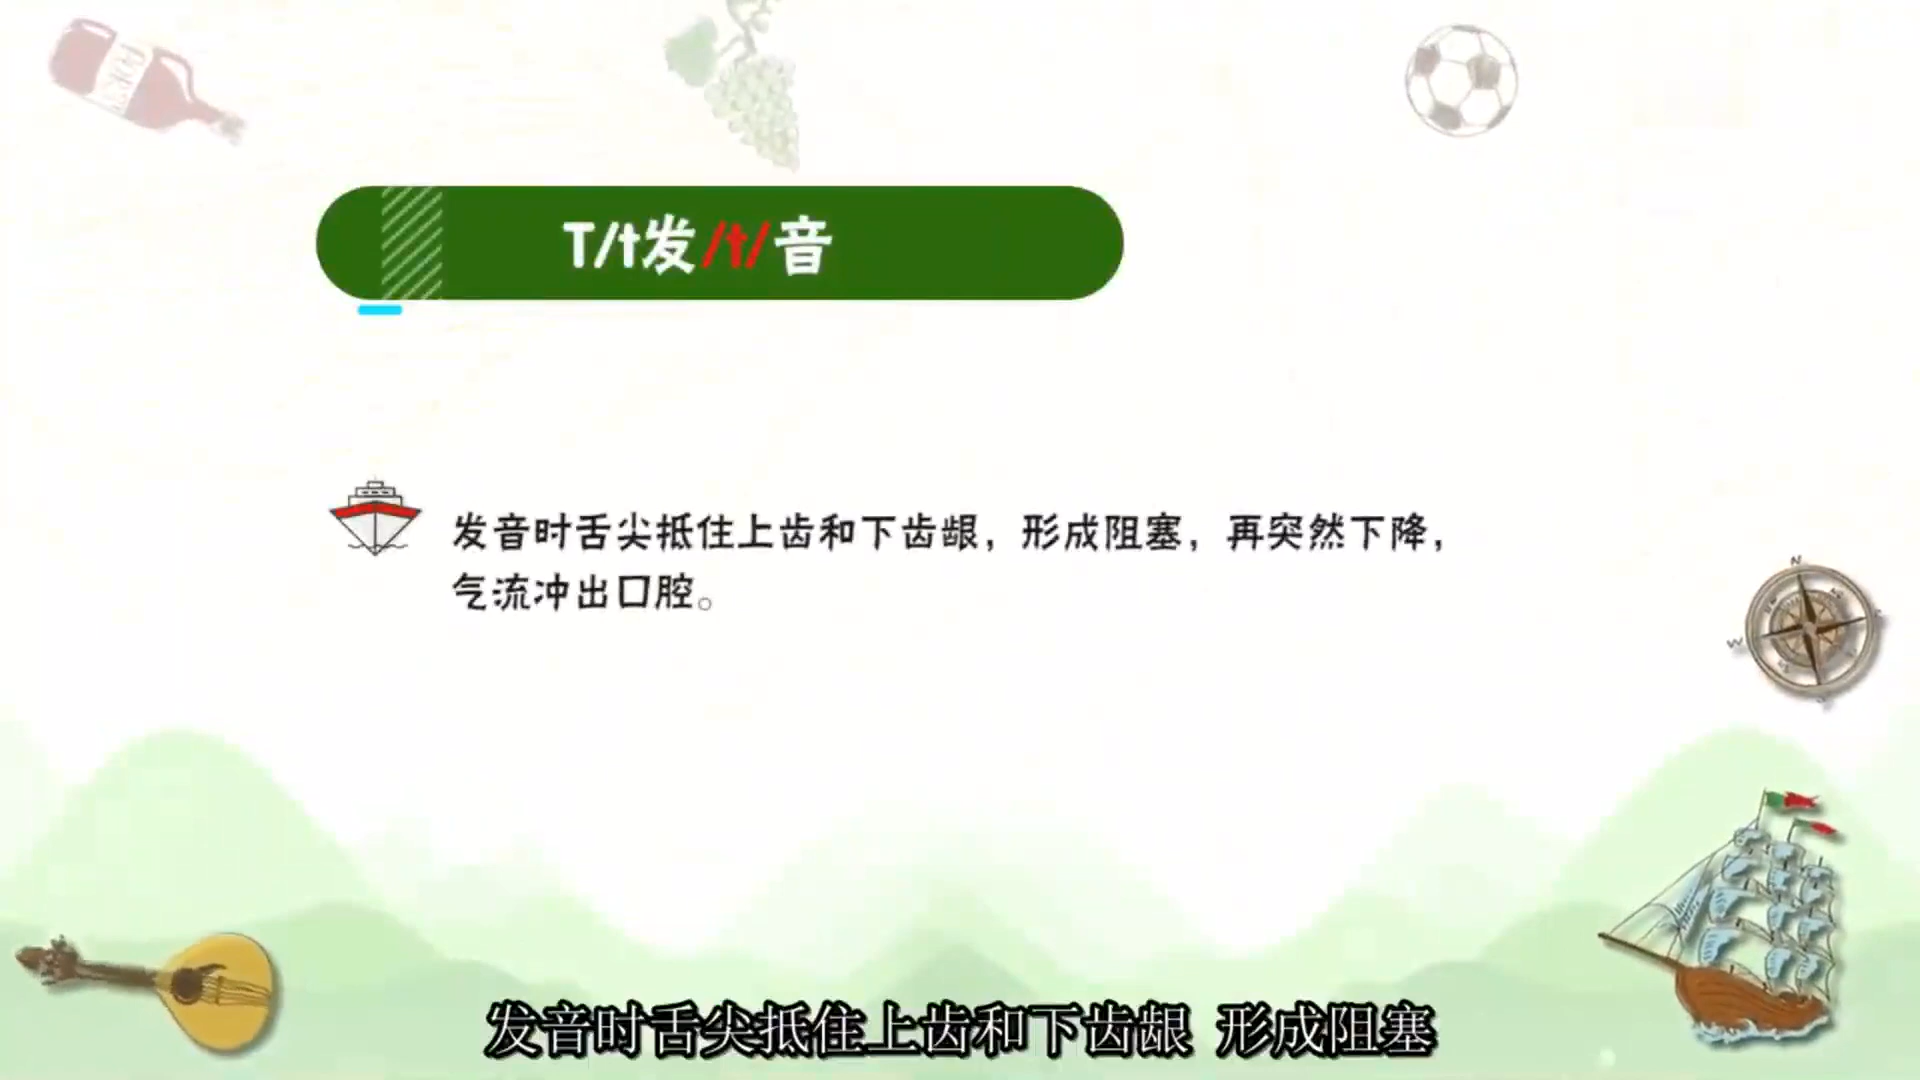 PORT
T/t发/t/音
发音时舌尖抵住上齿和下齿龈，形成阻塞，再突然下降，
气流冲出口腔。
N
W
发音时舌尖抵住上齿和下齿龈 形成阻塞